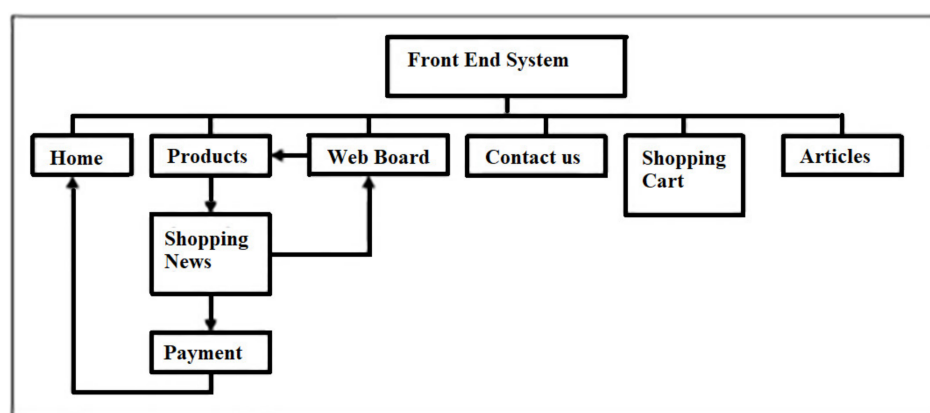 Front End System
Home
Products
Web Board
Contact us
Shopping
Cart
Articles
Shopping
News
Payment